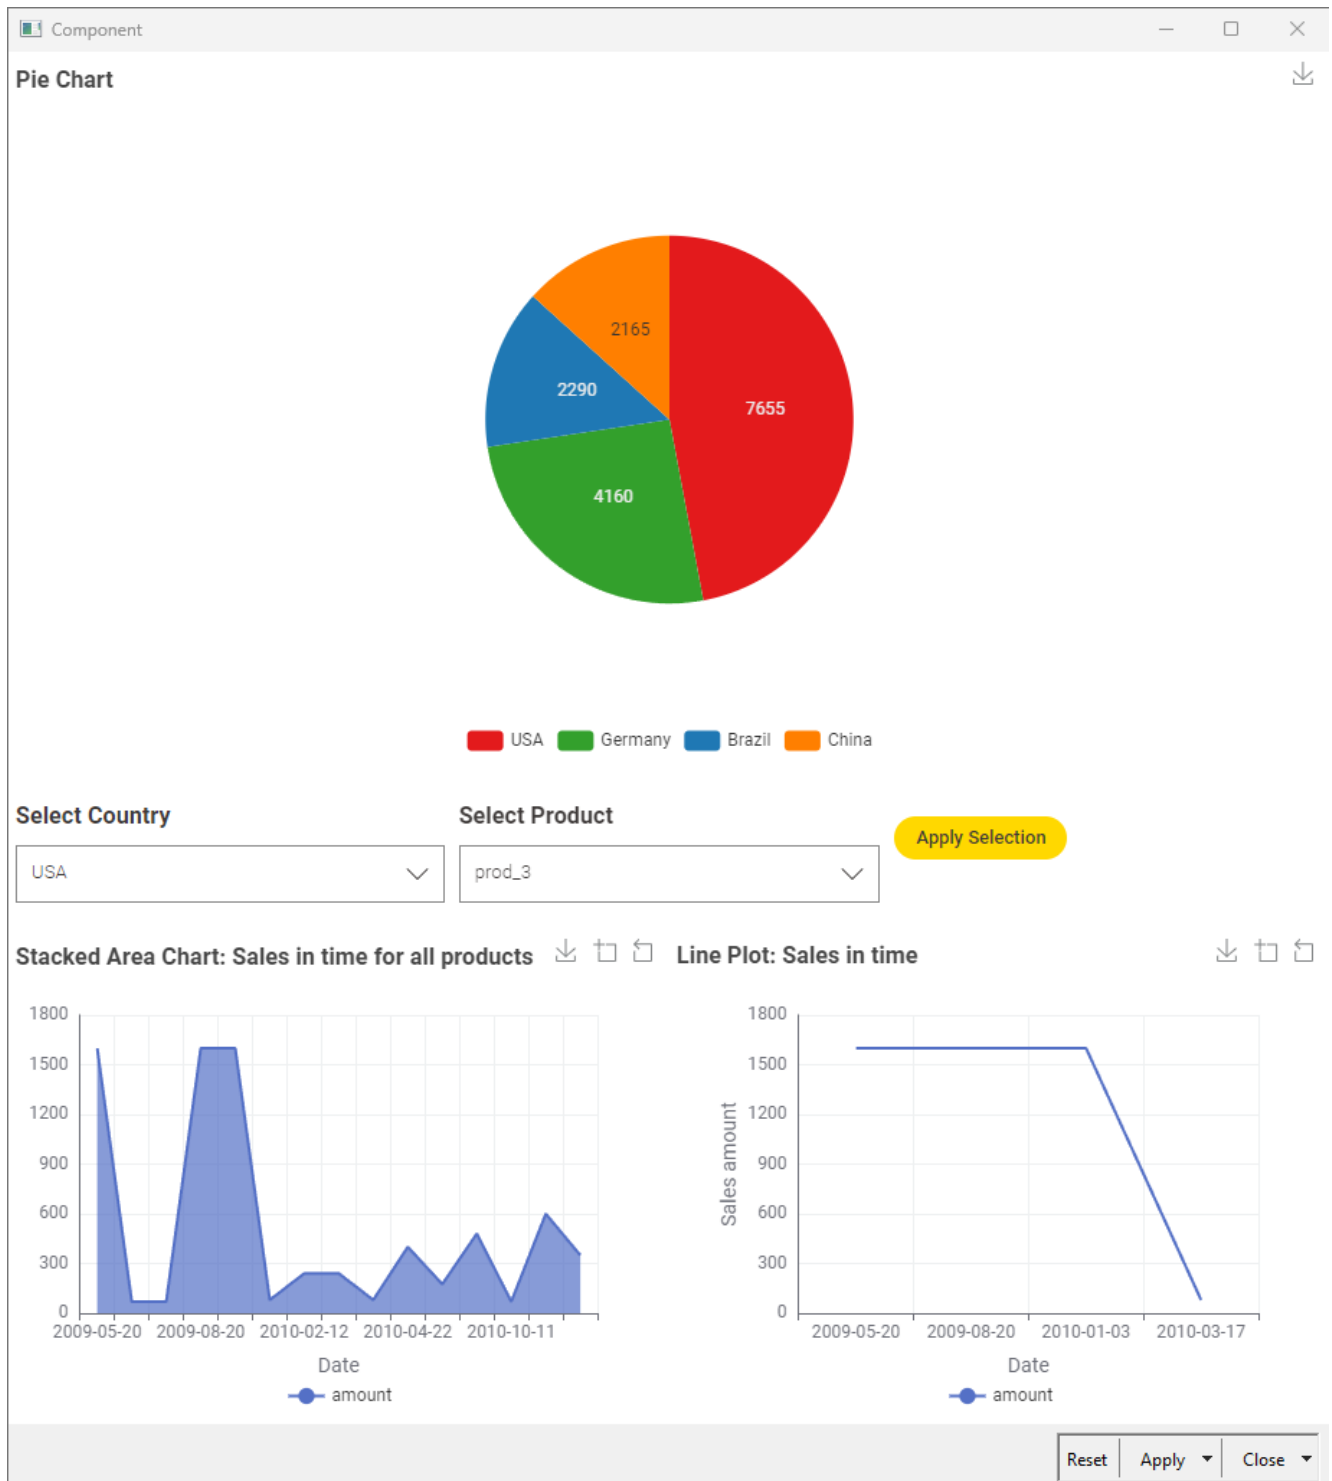 Component
Pie Chart
2165
2290
7655
4160
USA Germany Brazil China
Select Country
Select Product
Apply Selection
USA
prod_3
Stacked Area Chart: Sales in time for all products
1800
1500
1200
900
600
300
0
2009-05-20 2009-08-20 2010-02-12 2010-04-22 2010-10-11
Date
amount
Line Plot: Sales in time
Sales amount
1800
1500
1200
900
600
300
0
2009-05-20 2009-08-20 2010-01-03 2010-03-17
Date
amount
Reset Apply Close